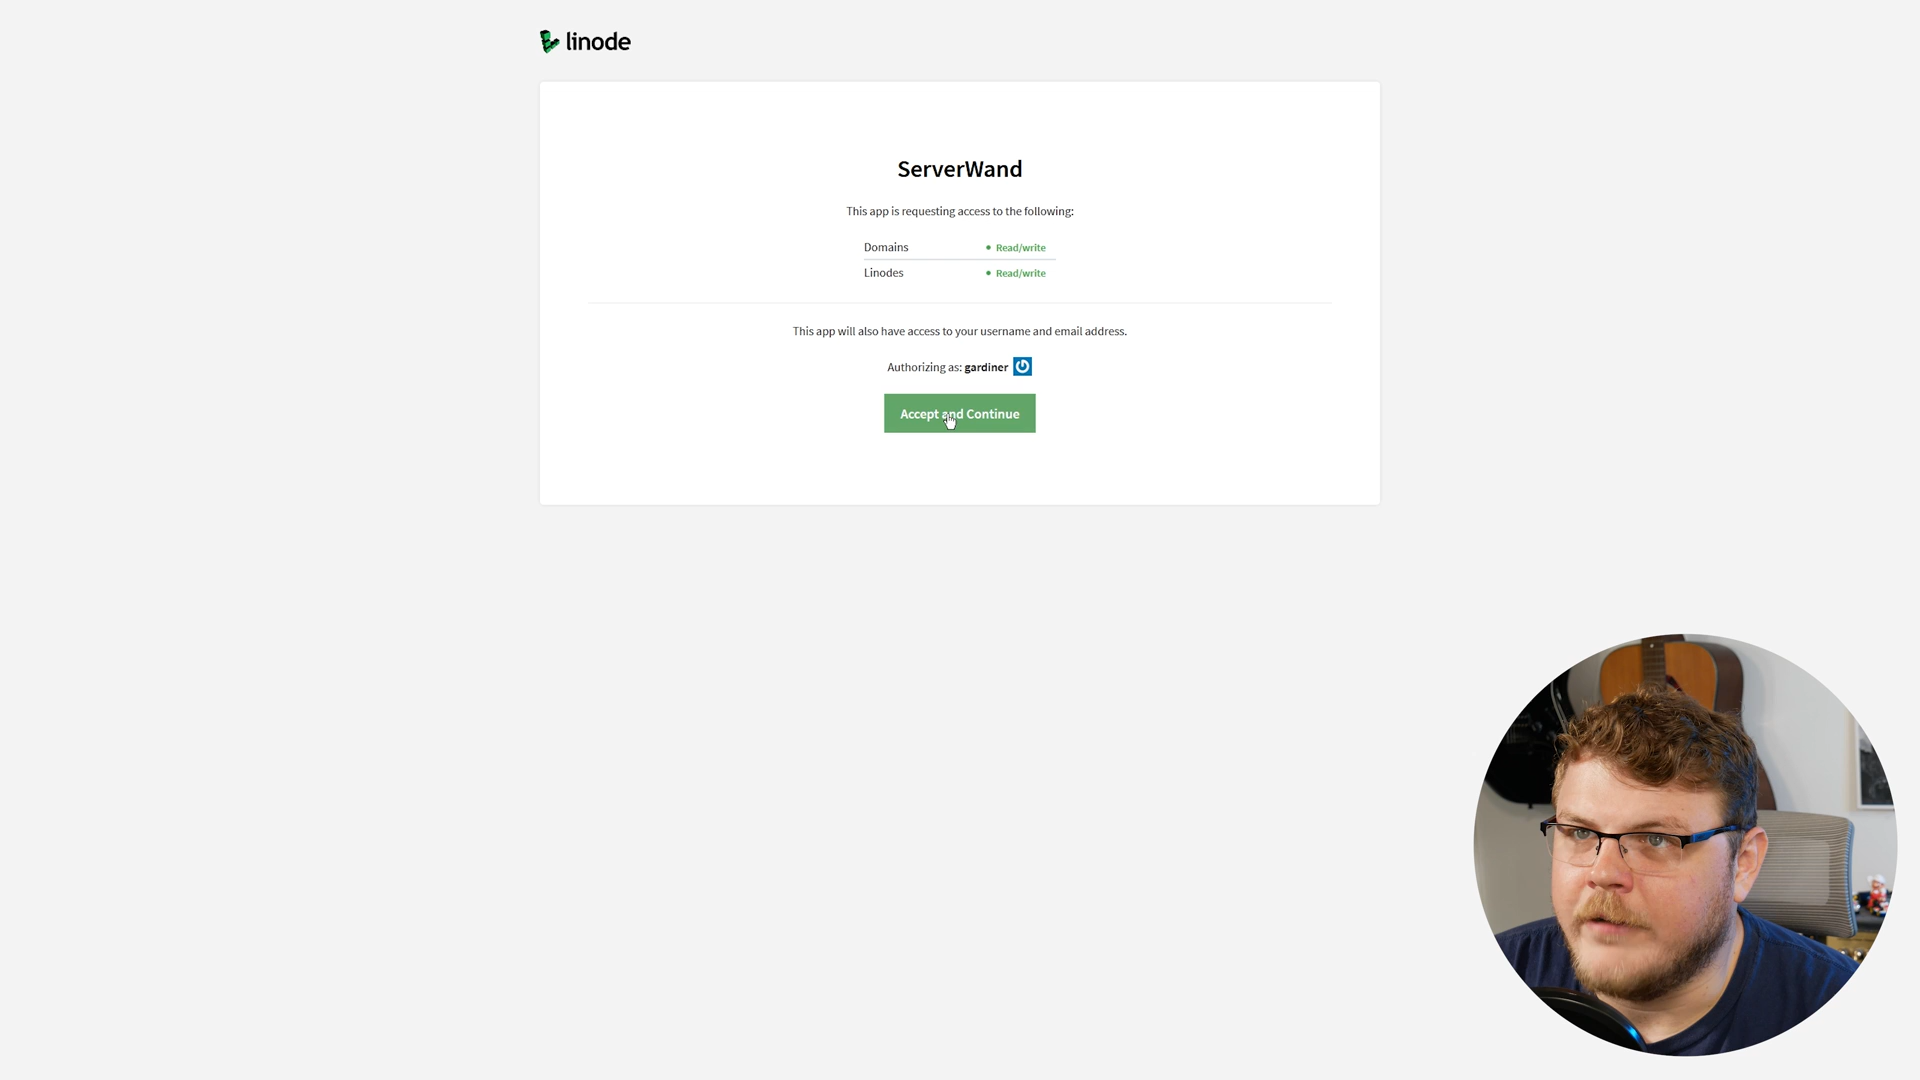 linode
ServerWand
This app is requesting access to the following:
Domains • Read/write
Linodes • Read/write
This app will also have access to your username and email address.
Authorizing as: gardiner
Accept and Continue